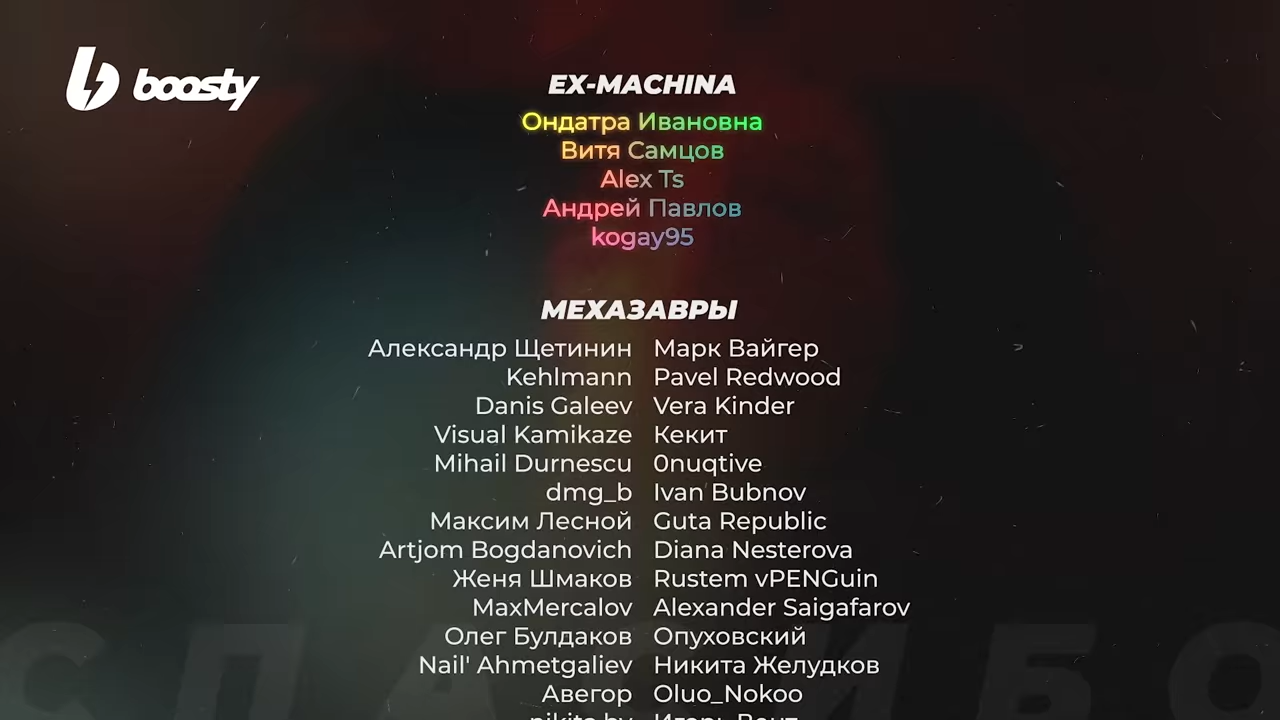 boosty
EX-MACHINA
Ондатра Ивановна
Витя Самцов
Alex Ts
Андрей Павлов
kogay95
МЕХАЗАВРЫ
Александр Щетинин Марк Вайгер
Kehlmann Pavel Redwood
Danis Galeev Vera Kinder
Visual Kamikaze Кекит
Mihail Durnescu 0nuqtive
dmg_b Ivan Bubnov
Максим Лесной Guta Republic
Artjom Bogdanovich Diana Nesterova
Женя Шмаков Rustem vPENGuin
MaxMercalov Alexander Saigafarov
Олег Булдаков Опуховский
Nail' Ahmetgaliev Никита Желудков
Авегор Oluo_Nokoo
СПАСИБО